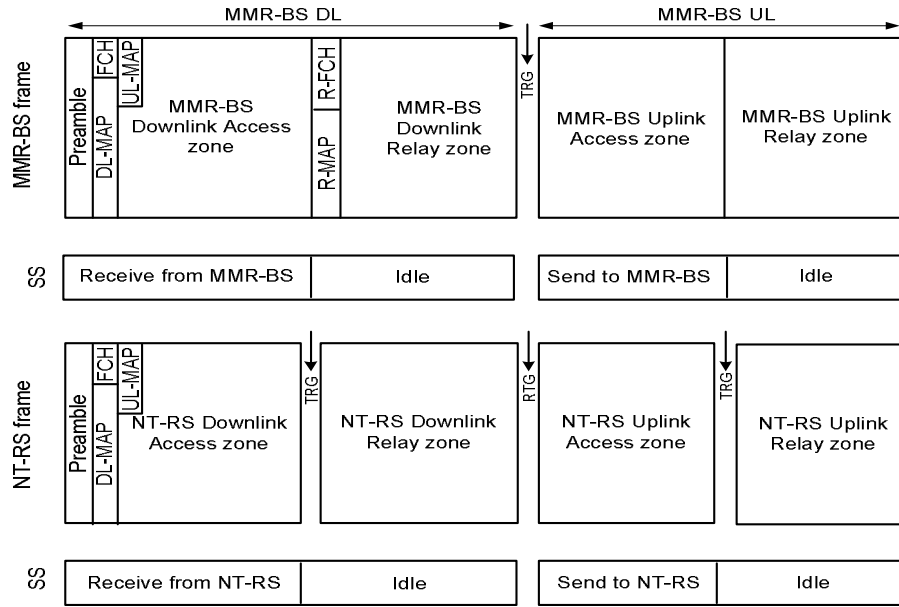 MMR-BS DL
MMR-BS UL
MMR-BS frame
Preamble
FCH
DL-MAP
UL-MAP
MMR-BS
Downlink Access
zone
R-FCH
R-MAP
MMR-BS
Downlink
Relay zone
TRG
MMR-BS Uplink
Access zone
MMR-BS Uplink
Relay zone
SS
Receive from MMR-BS
Idle
Send to MMR-BS
Idle
NT-RS frame
Preamble
FCH
DL-MAP
UL-MAP
NT-RS Downlink
Access zone
TRG
NT-RS Downlink
Relay zone
RTG
NT-RS Uplink
Access zone
TRG
NT-RS Uplink
Relay zone
SS
Receive from NT-RS
Idle
Send to NT-RS
Idle